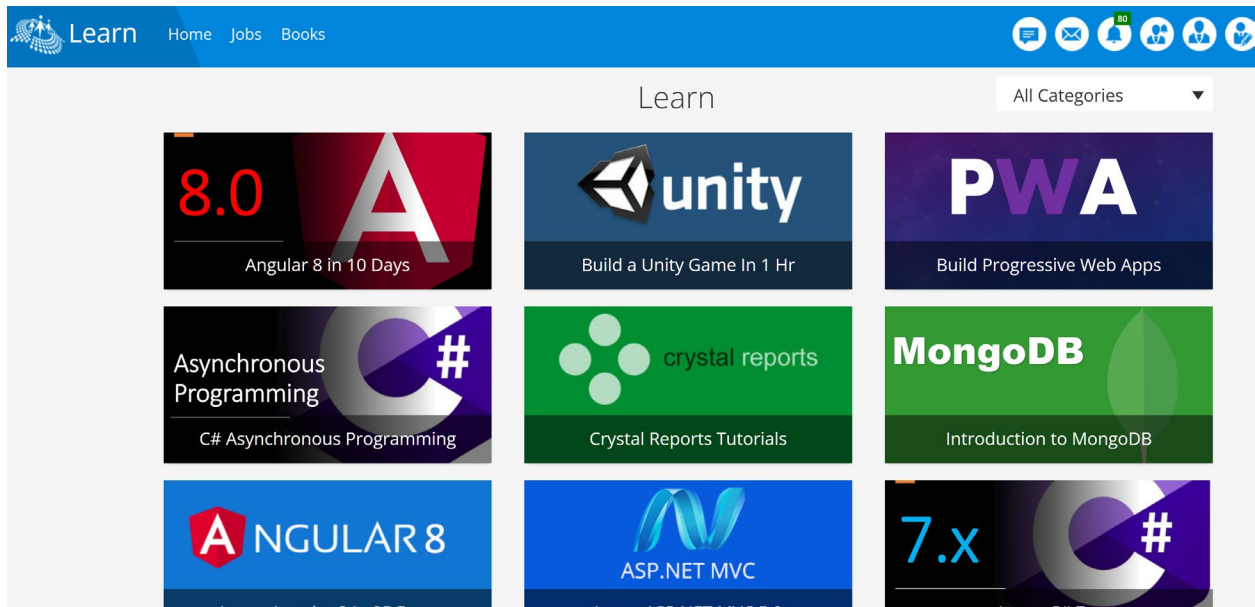 Learn Home Jobs Books 80
Learn
All Categories
8.0
Angular 8 in 10 Days
unity
Build a Unity Game In 1 Hr
PWA
Build Progressive Web Apps
Asynchronous
Programming
C#
C# Asynchronous Programming
crystal reports
Crystal Reports Tutorials
MongoDB
Introduction to MongoDB
ANGULAR 8
ASP.NET MVC
7.x
C#